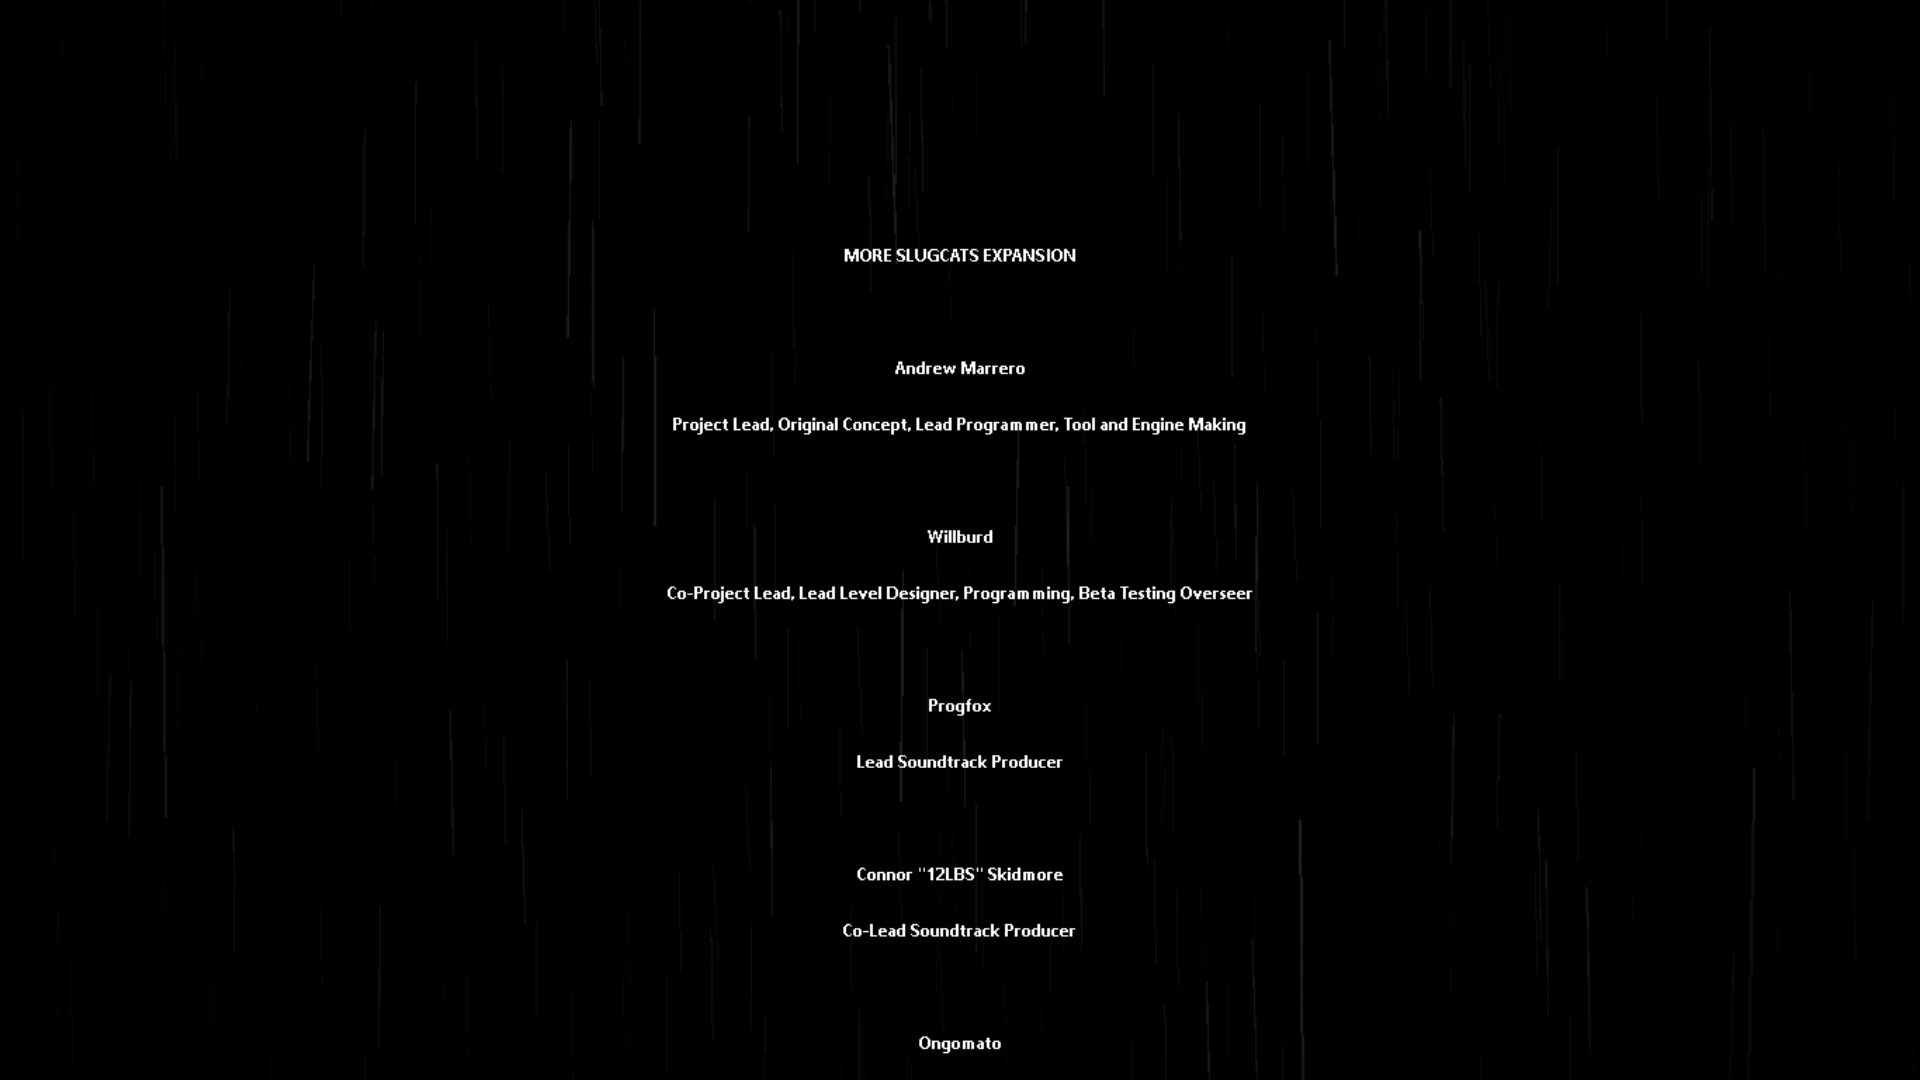 MORE SLUGCATS EXPANSION
Andrew Marrero
Project Lead, Original Concept, Lead Programmer, Tool and Engine Making
Willburd
Co-Project Lead, Lead Level Designer, Programming, Beta Testing Overseer
Progfox
Lead Soundtrack Producer
Connor "12LBS" Skidmore
Co-Lead Soundtrack Producer
Ongomato